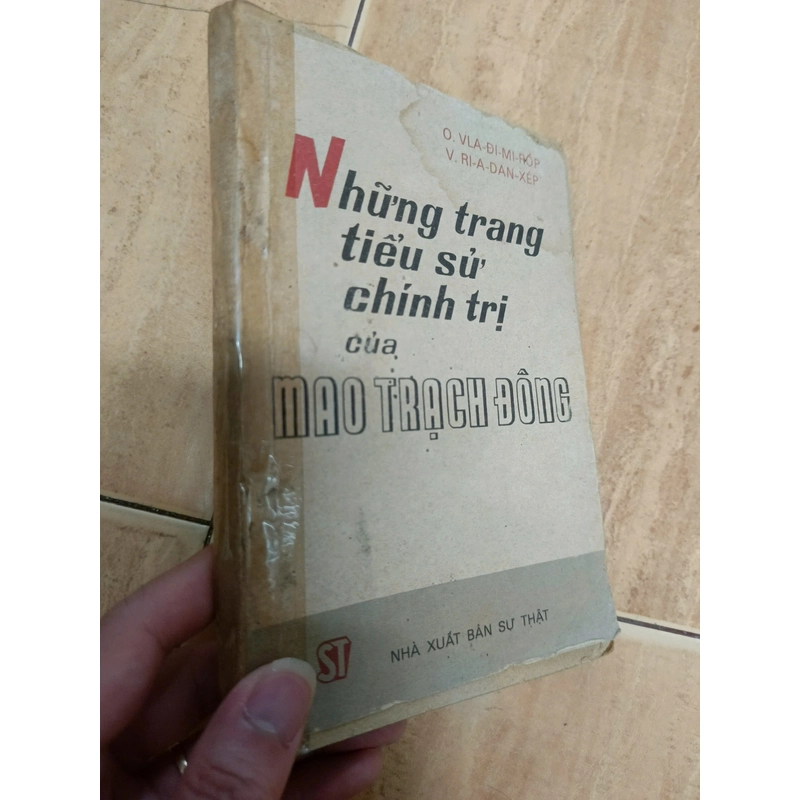 O. VLA-ĐI-MI-RỐP
V. RI-A-DAN-XEP
Những trang
tiểu sử
chính trị
của
MAO TRẠCH ĐÔNG
ST
NHÀ XUẤT BẢN SỰ THẬT